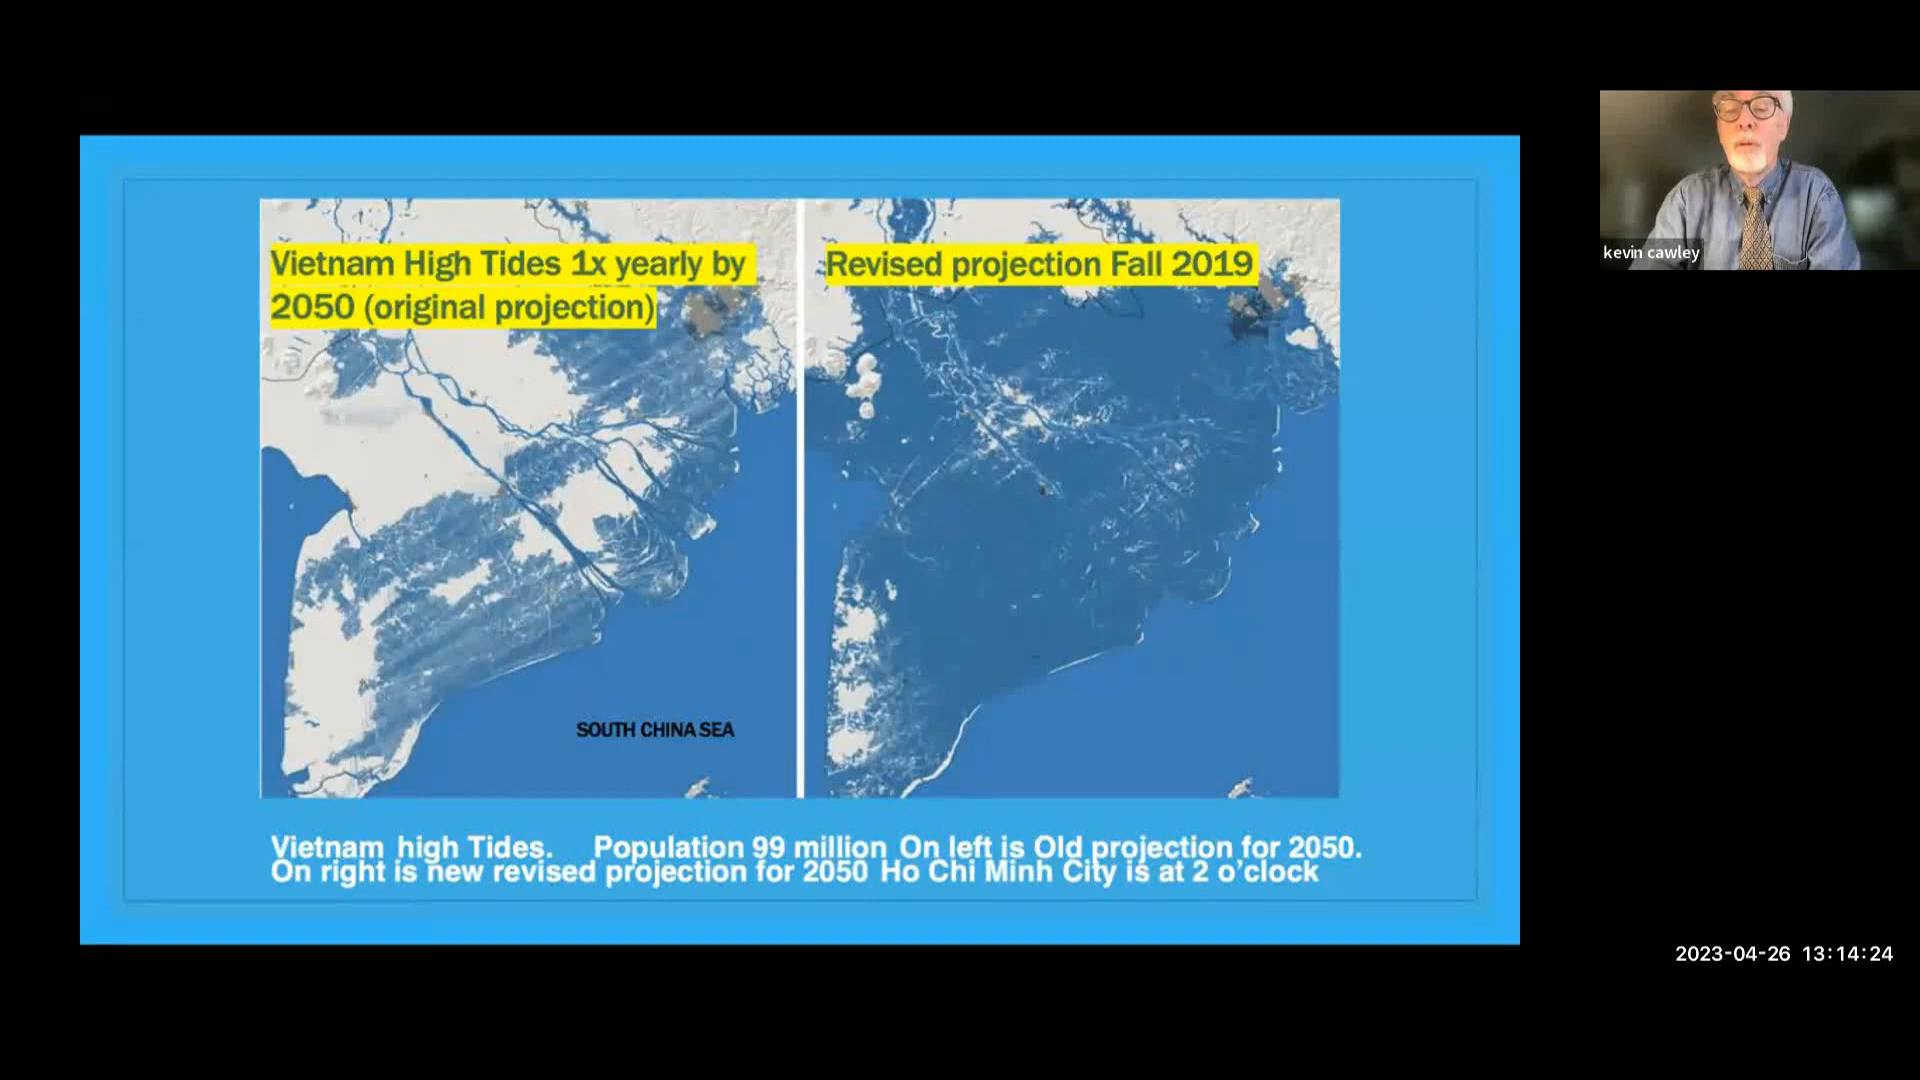 Vietnam High Tides 1x yearly by
2050 (original projection)
Revised projection Fall 2019
SOUTH CHINA SEA
Vietnam high Tides. Population 99 million On left is Old projection for 2050.
On right is new revised projection for 2050 Ho Chi Minh City is at 2 o’clock
kevin cawley
2023-04-26 13:14:24